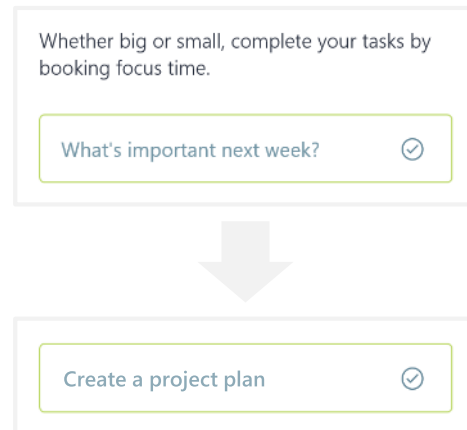 Whether big or small, complete your tasks by
booking focus time.
What's important next week?
Create a project plan